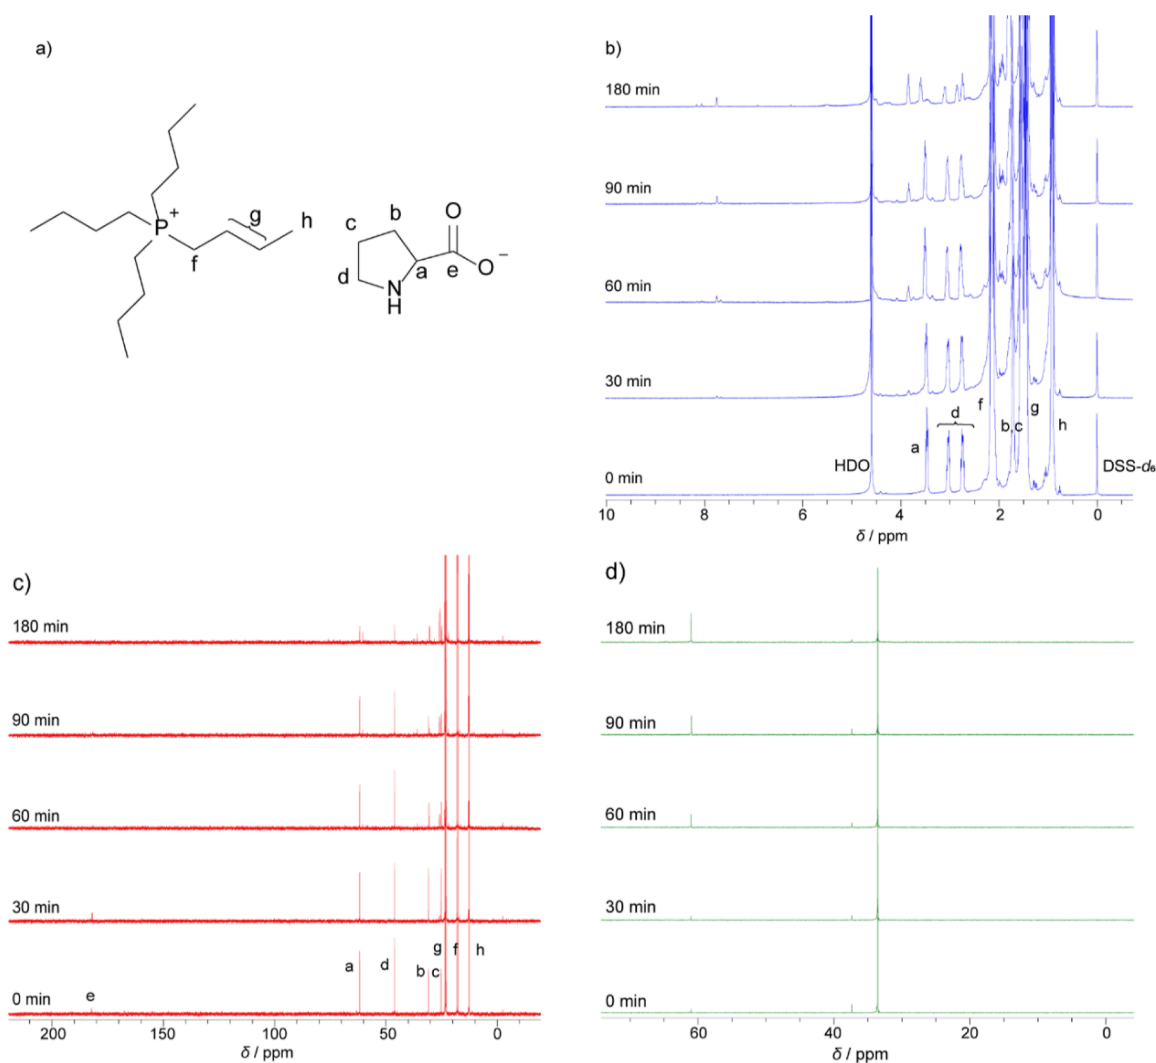 a)
P
+
g
h
f
b
c
O
d
a
e
O
−
N
H
b)
180 min
90 min
60 min
30 min
f
d
g
b,c
h
a
HDO
DSS-d₆
0 min
10 8 6 4 2 0
δ / ppm
c)
180 min
90 min
60 min
30 min
g f h
a d
b c
e
0 min
200 150 100 50 0
δ / ppm
d)
180 min
90 min
60 min
30 min
0 min
60 40 20 0
δ / ppm